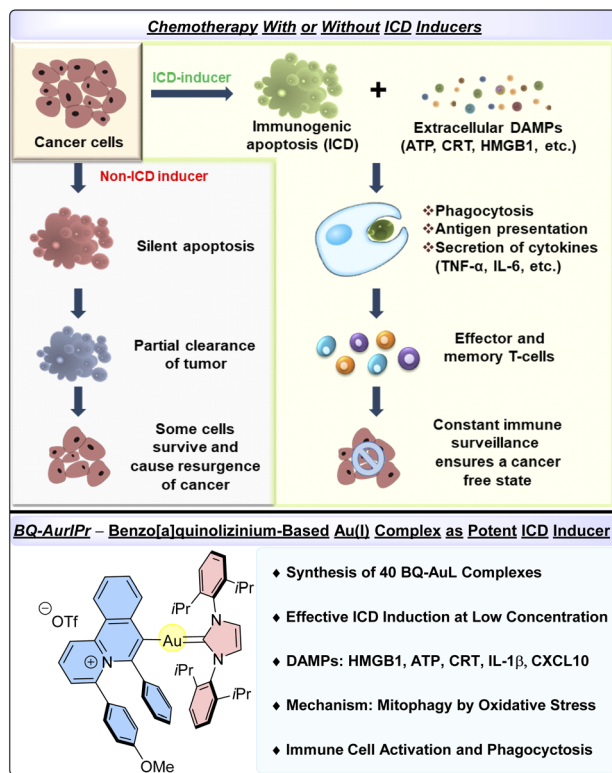 Chemotherapy With or Without ICD Inducers
ICD-inducer
Cancer cells
Immunogenic
apoptosis (ICD)
+
Extracellular DAMPs
(ATP, CRT, HMGB1, etc.)
Non-ICD inducer
Silent apoptosis
❖Phagocytosis
❖Antigen presentation
❖Secretion of cytokines
(TNF-α, IL-6, etc.)
Partial clearance
of tumor
Effector and
memory T-cells
Some cells
survive and
cause resurgence
of cancer
Constant immune
surveillance
ensures a cancer
free state
BQ-AurIPr – Benzo[a]quolizinium-Based Au(I) Complex as Potent ICD Inducer
⊖
OTf
N
+
OMe
Au
N
N
iPr
iPr
iPr
iPr
♦ Synthesis of 40 BQ-AuL Complexes
♦ Effective ICD Induction at Low Concentration
♦ DAMPs: HMGB1, ATP, CRT, IL-1β, CXCL10
♦ Mechanism: Mitophagy by Oxidative Stress
♦ Immune Cell Activation and Phagocyctosis